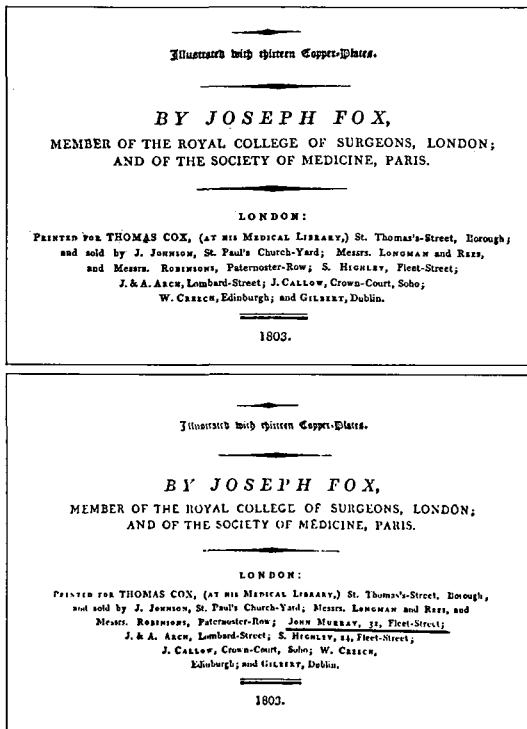 Illustrated with thirteen Copper-Plates.
BY JOSEPH FOX,
MEMBER OF THE ROYAL COLLEGE OF SURGEONS, LONDON;
AND OF THE SOCIETY OF MEDICINE, PARIS.
LONDON:
PRINTED FOR THOMAS COX, (AT HIS MEDICAL LIBRARY,) St. Thomas's-Street, Borough;
and sold by J. JOHNSON, St. Paul's Church-Yard; Messrs. LONGMAN and REES,
and Messrs. ROBINSONS, Paternoster-Row; S. HIGHLEY, Fleet-Street;
J. & A. ARCH, Lombard-Street; J. CALLOW, Crown-Court, Soho;
W. CREECH, Edinburgh; and GILBERT, Dublin.
1803.
Illustrated with thirteen Copper-Plates.
BY JOSEPH FOX,
MEMBER OF THE ROYAL COLLEGE OF SURGEONS, LONDON;
AND OF THE SOCIETY OF MEDICINE, PARIS.
LONDON:
PRINTED FOR THOMAS COX, (AT HIS MEDICAL LIBRARY,) St. Thomas's-Street, Borough,
and sold by J. JOHNSON, St. Paul's Church-Yard; Messrs. LONGMAN and REES, and
Messrs. ROBINSONS, Paternoster-Row; JOHN MURRAY, 32, Fleet-Street;
J. & A. ARCH, Lombard-Street; S. HIGHLEY, 24, Fleet-Street;
J. CALLOW, Crown-Court, Soho; W. CREECH,
Edinburgh; and GILBERT, Dublin.
1803.